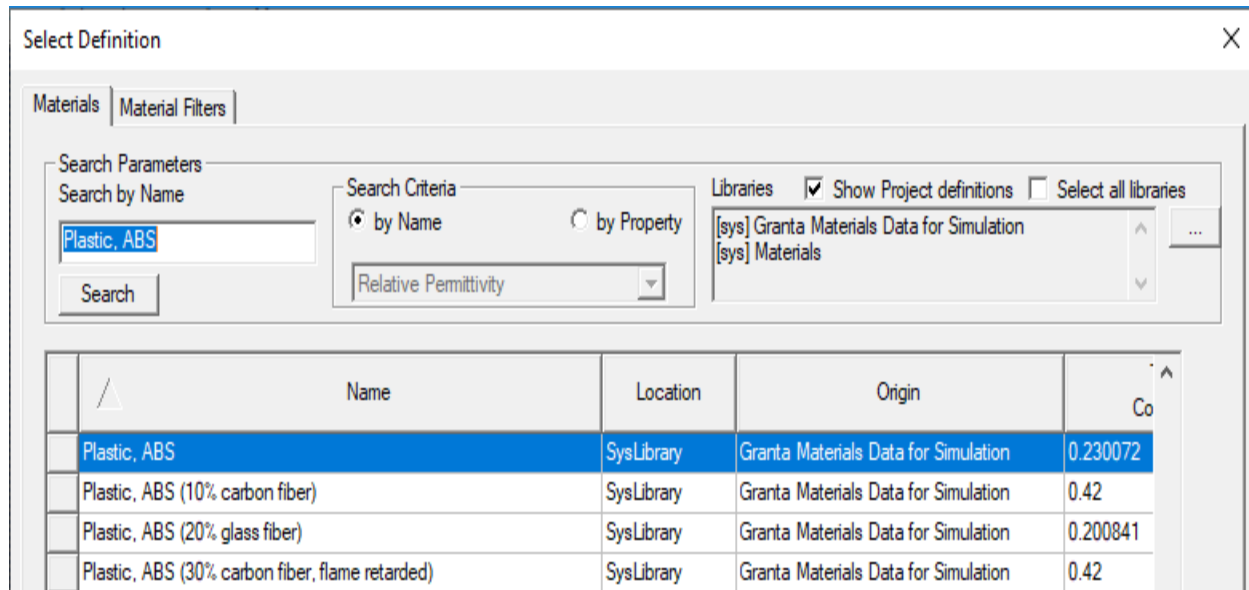 Select Definition
Materials Material Filters
Search Parameters
Search by Name
Plastic, ABS
Search
Search Criteria
by Name by Property
Relative Permittivity
Libraries Show Project definitions Select all libraries
[sys] Granta Materials Data for Simulation
[sys] Materials
...
Name Location Origin Co
Plastic, ABS SysLibrary Granta Materials Data for Simulation 0.230072
Plastic, ABS (10% carbon fiber) SysLibrary Granta Materials Data for Simulation 0.42
Plastic, ABS (20% glass fiber) SysLibrary Granta Materials Data for Simulation 0.200841
Plastic, ABS (30% carbon fiber, flame retarded) SysLibrary Granta Materials Data for Simulation 0.42